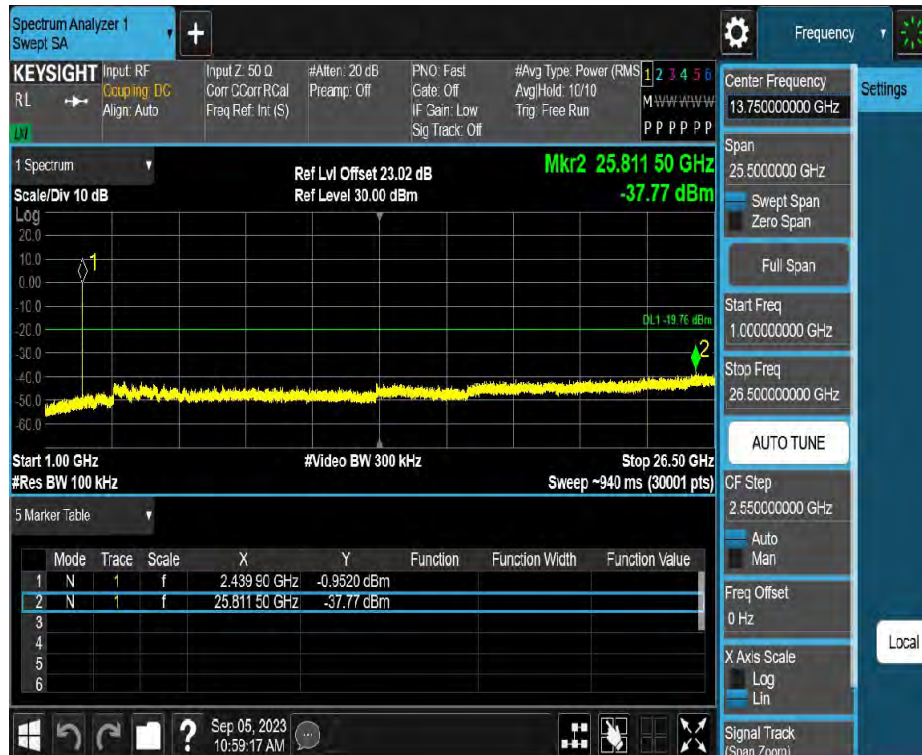 Spectrum Analyzer 1
Swept SA
+
Frequency
KEYSIGHT
RL
LXI
Input: RF
Coupling: DC
Align: Auto
Input Z: 50 Ω
Corr CCorr RCal
Freq Ref: Int (S)
#Atten: 20 dB
Preamp: Off
PNO: Fast
Gate: Off
IF Gain: Low
Sig Track: Off
#Avg Type: Power (RMS
Avg|Hold: 10/10
Trig: Free Run
1 2 3 4 5 6
M W W W W W
P P P P P P
Center Frequency
13.750000000 GHz
Settings
Span
25.5000000 GHz
Swept Span
Zero Span
Full Span
Start Freq
1.000000000 GHz
Stop Freq
26.500000000 GHz
AUTO TUNE
CF Step
2.550000000 GHz
Auto
Man
Freq Offset
0 Hz
X Axis Scale
Log
Lin
Local
Signal Track
(Span Zoom)
1 Spectrum
Scale/Div 10 dB
Ref Lvl Offset 23.02 dB
Ref Level 30.00 dBm
Mkr2 25.811 50 GHz
-37.77 dBm
Log
20.0
10.0
0.00
-10.0
-20.0
-30.0
-40.0
-50.0
-60.0
1
DL1 -19.76 dBm
2
Start 1.00 GHz
#Video BW 300 kHz
Stop 26.50 GHz
#Res BW 100 kHz
Sweep ~940 ms (30001 pts)
5 Marker Table
Mode Trace Scale X Y Function Function Width Function Value
1 N 1 f 2.439 90 GHz -0.9520 dBm
2 N 1 f 25.811 50 GHz -37.77 dBm
3
4
5
6
?
Sep 05, 2023
10:59:17 AM